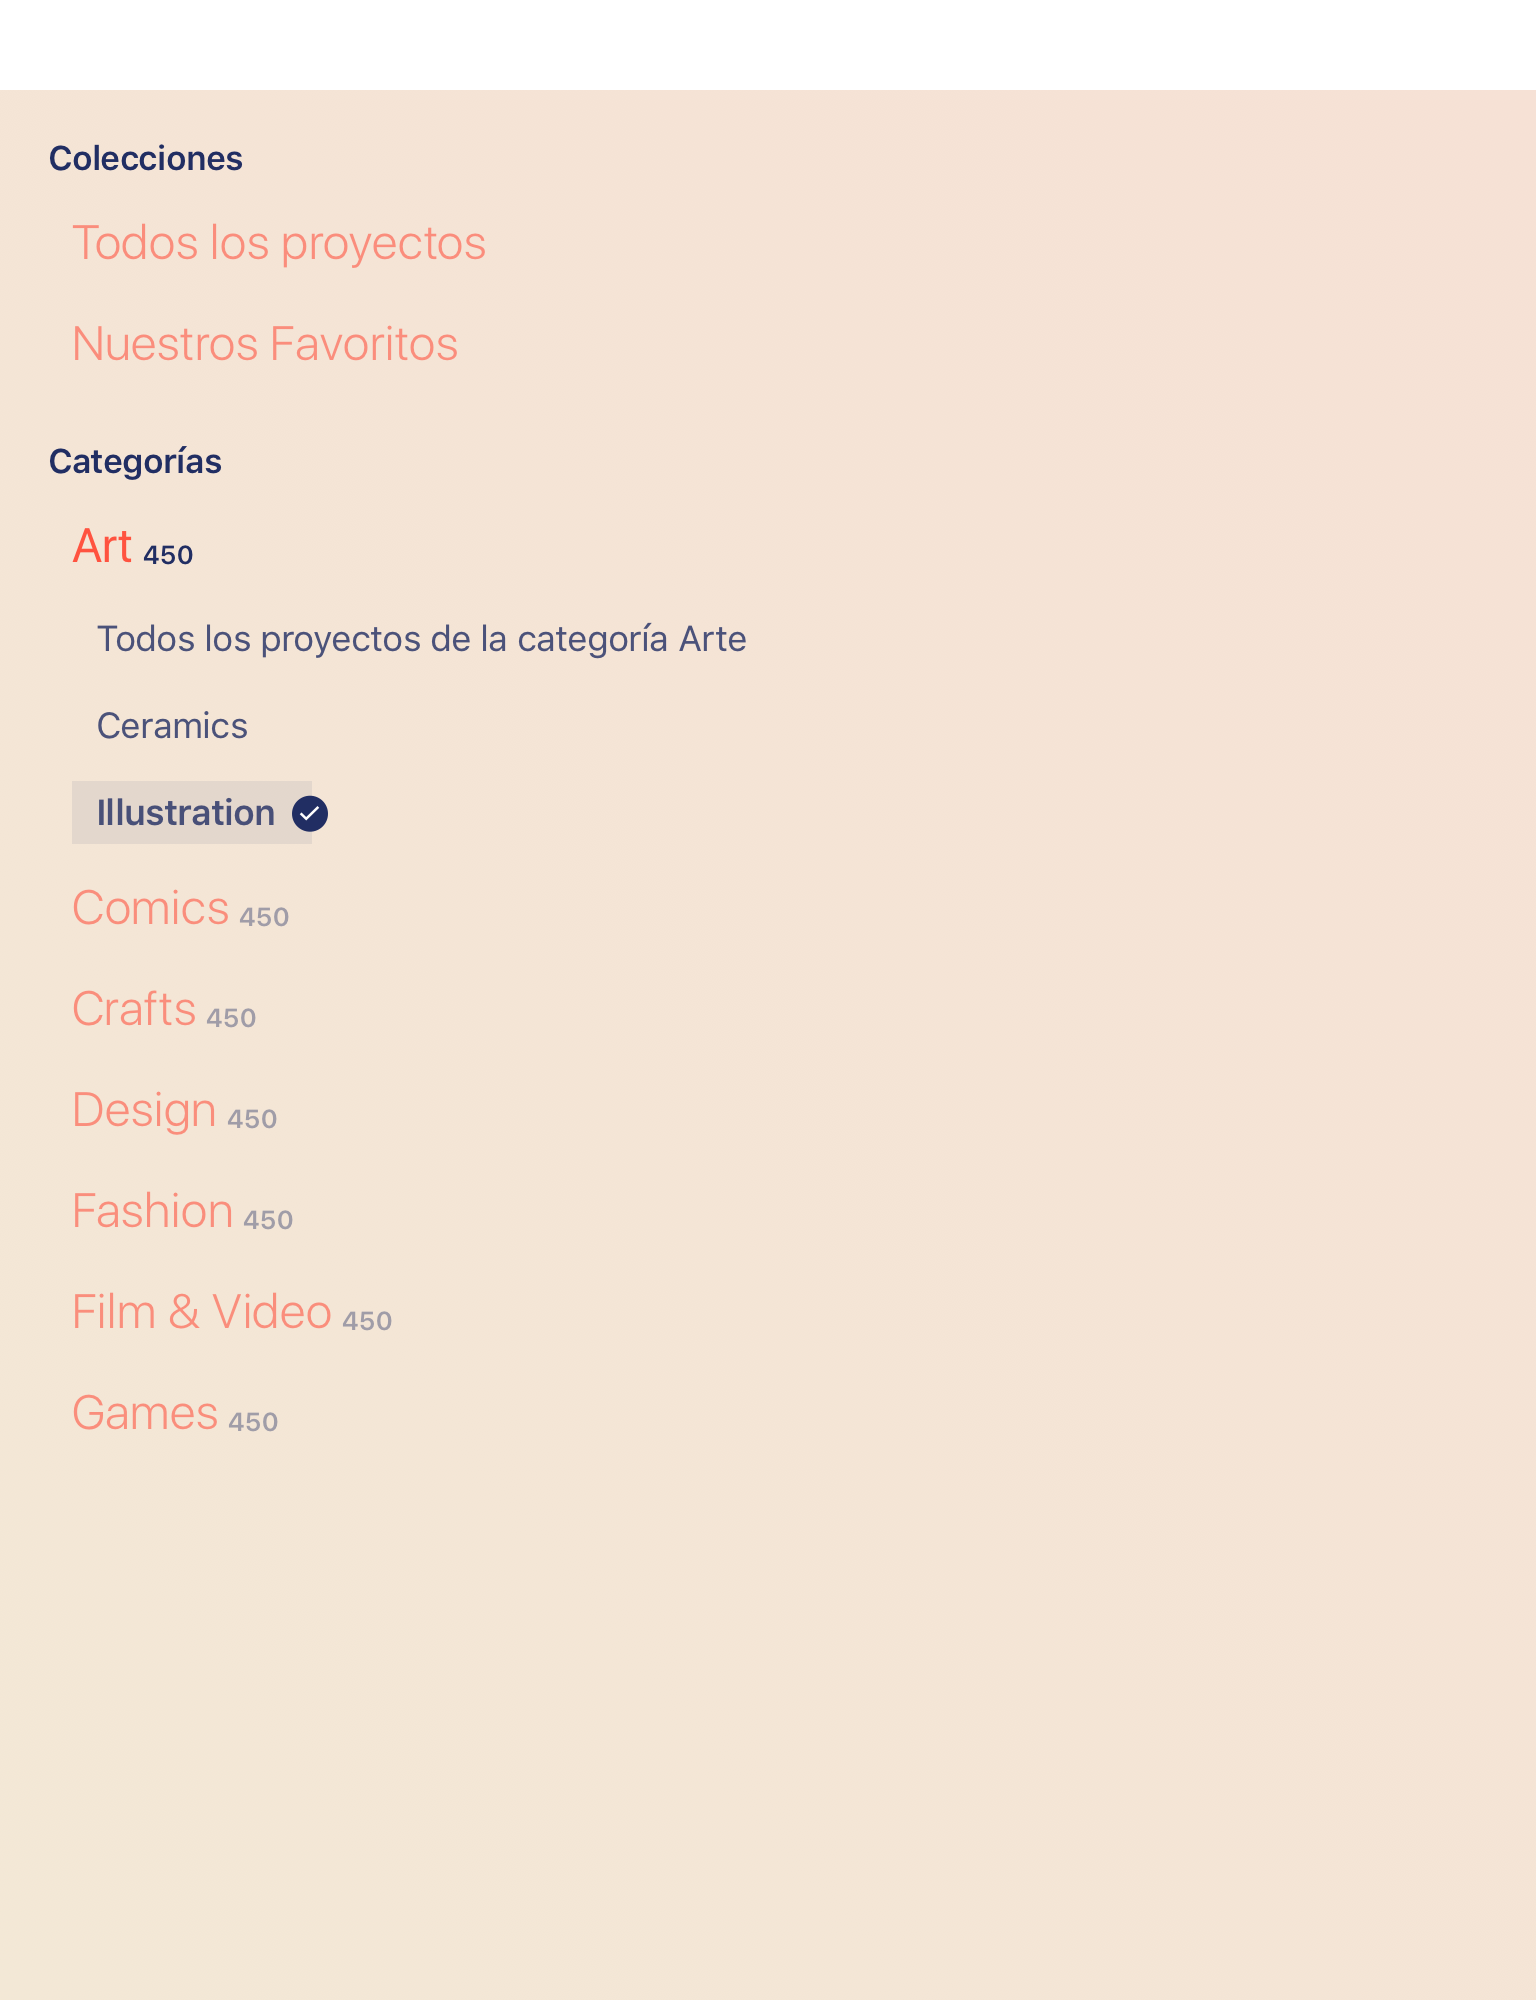 Colecciones
Todos los proyectos
Nuestros Favoritos
Categorías
Art 450
Todos los proyectos de la categoría Arte
Ceramics
Illustration
Comics 450
Crafts 450
Design 450
Fashion 450
Film & Video 450
Games 450